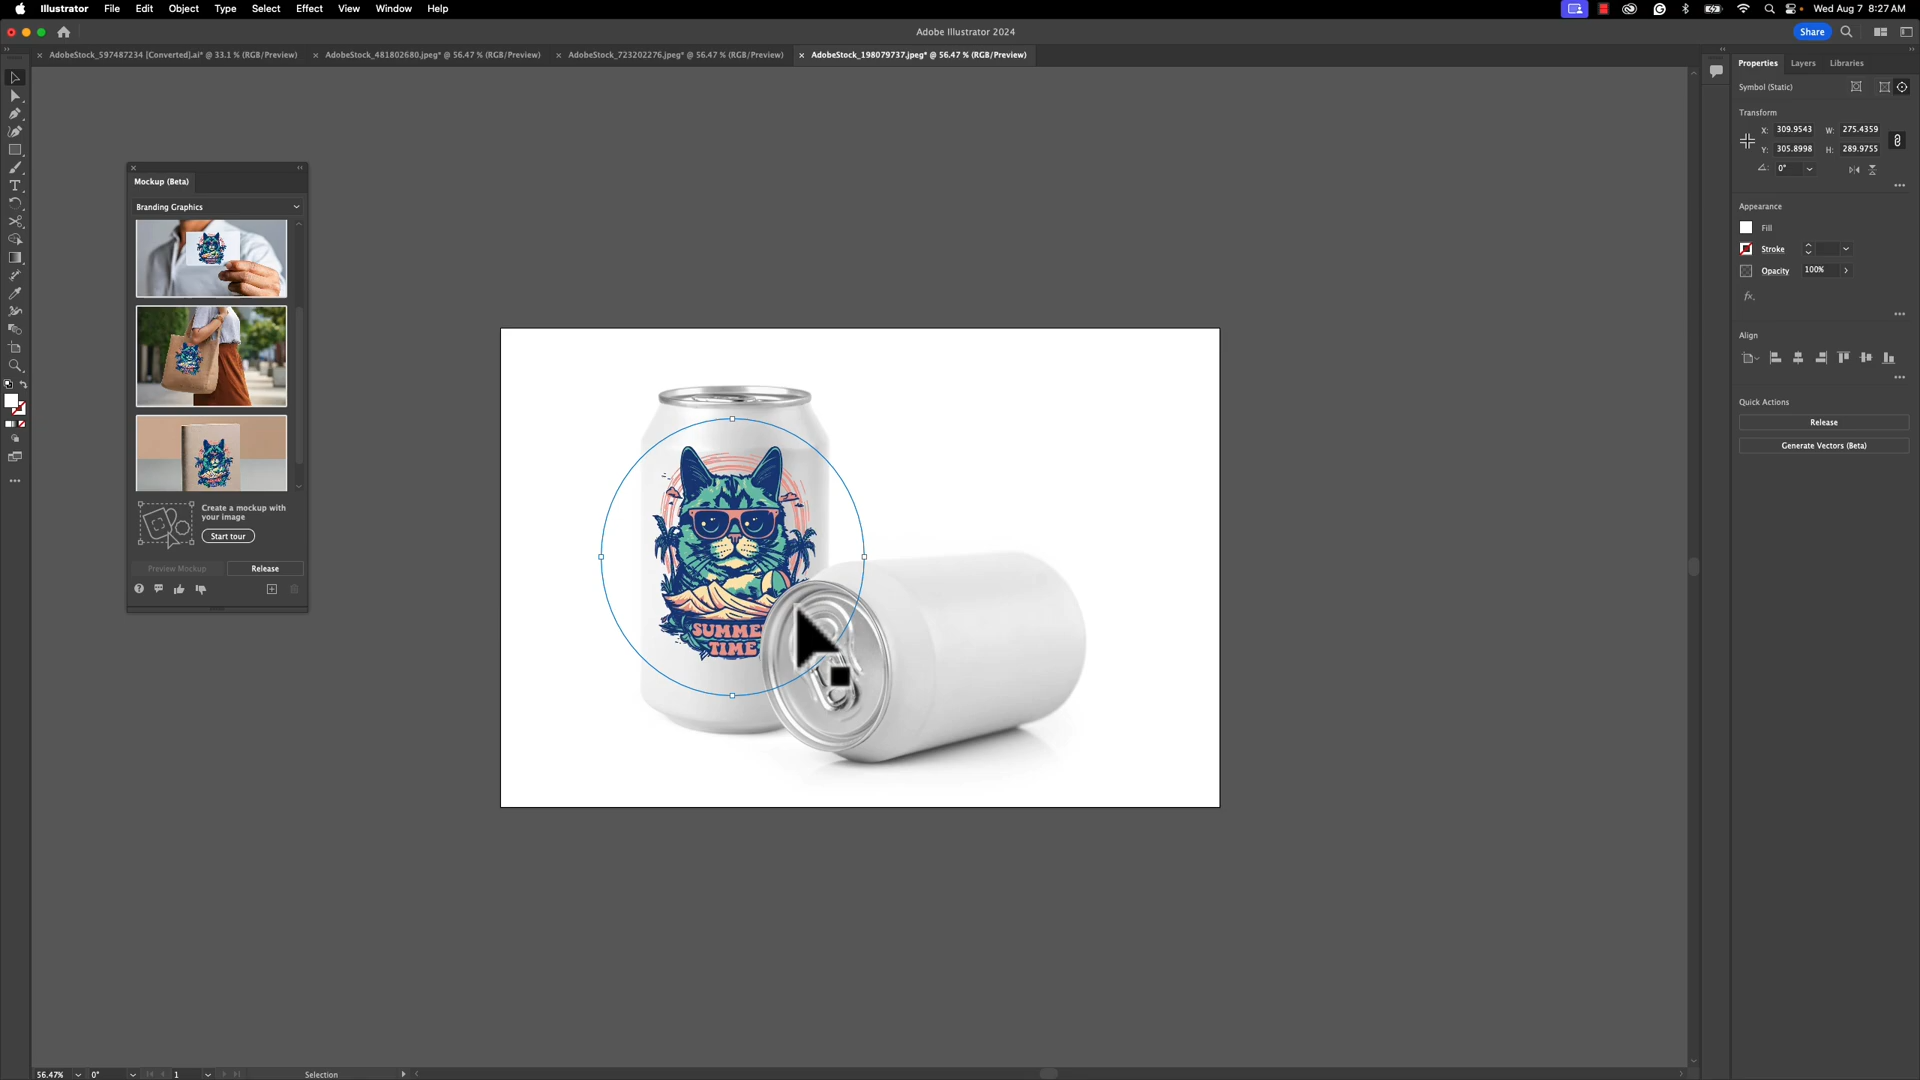 Illustrator File Edit Object Type Select Effect View Window Help
Wed Aug 7 8:27 AM
Adobe Illustrator 2024
Share
AdobeStock_597487234 [Converted].ai* @ 33.1 % (RGB/Preview)
AdobeStock_481802680.jpeg* @ 56.47 % (RGB/Preview)
AdobeStock_723202276.jpeg* @ 56.47 % (RGB/Preview)
AdobeStock_198079737.jpeg* @ 56.47 % (RGB/Preview)
Mockup (Beta)
Branding Graphics
Create a mockup with
your image
Start tour
Preview Mockup
Release
SUMME
TIME
Properties Layers Libraries
Symbol (Static)
Transform
X: 309.9543 W: 275.4359
Y: 305.8998 H: 289.9755
0°
Appearance
Fill
Stroke
Opacity 100%
fx.
Align
Quick Actions
Release
Generate Vectors (Beta)
56.47% 0° 1 Selection